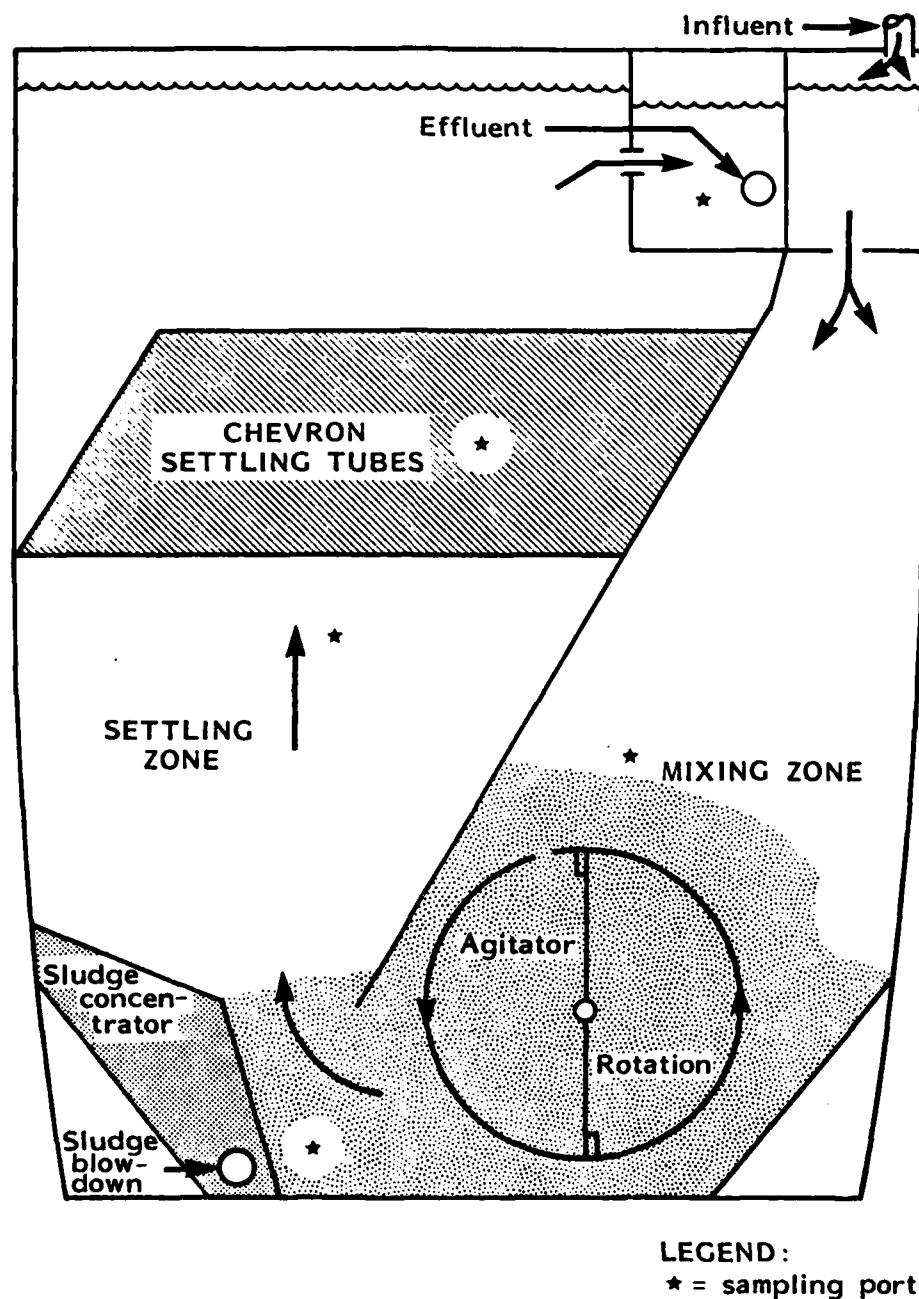 Influent
Effluent
CHEVRON
SETTLING TUBES
SETTLING
ZONE
MIXING ZONE
Agitator
Sludge
concen-
trator
Rotation
Sludge
blow-
down
LEGEND:
★ = sampling port